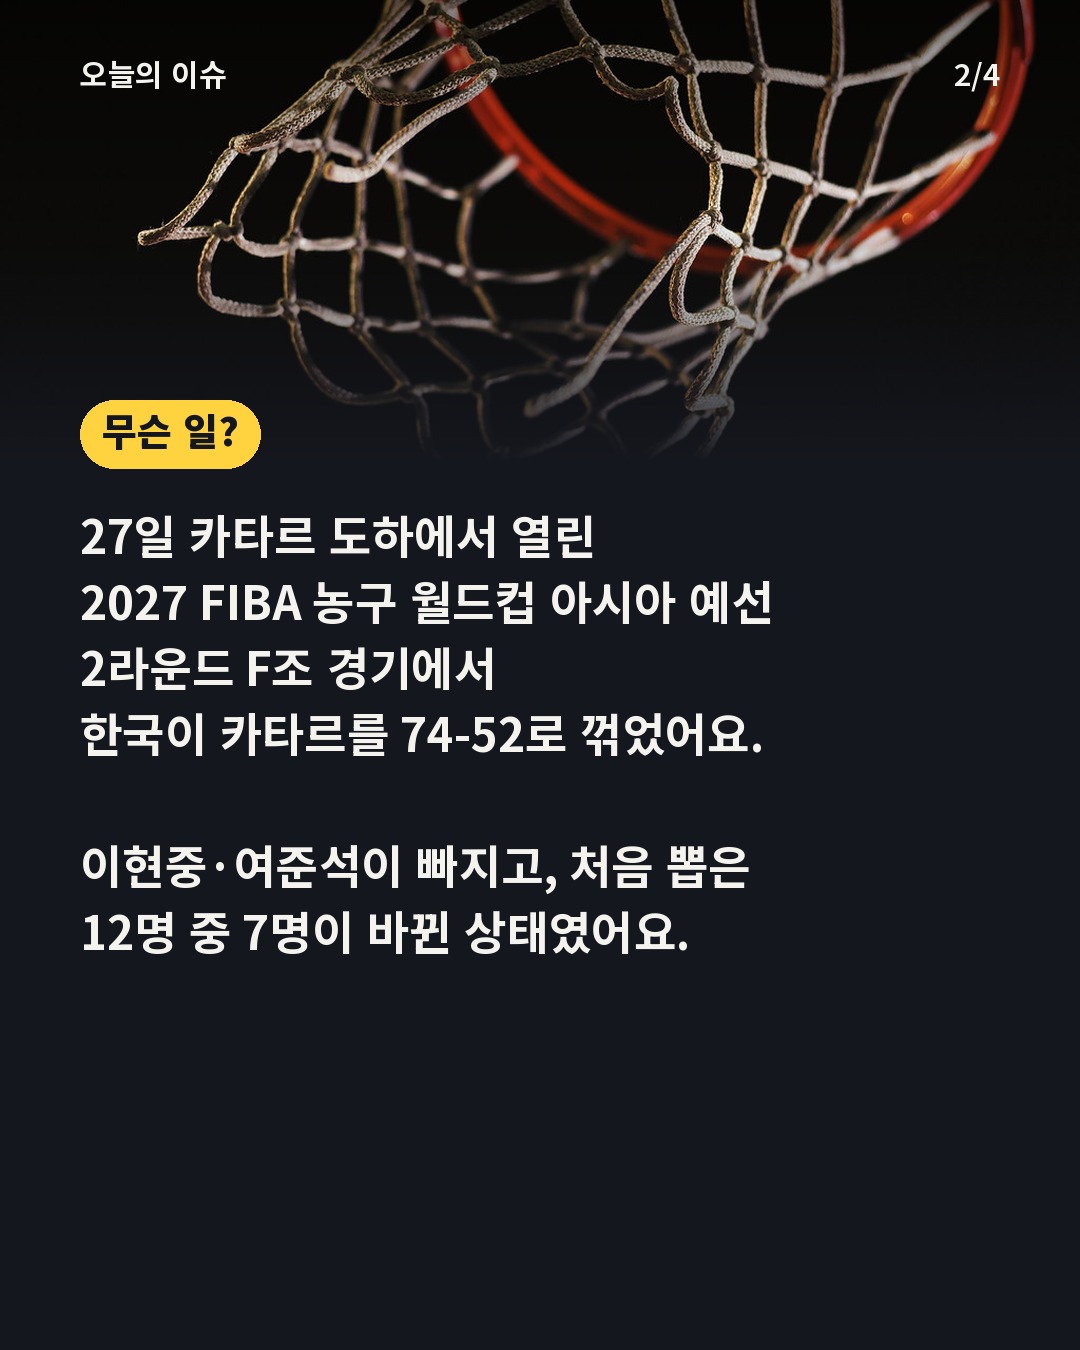 오늘의 이슈
2/4
무슨 일?
27일 카타르 도하에서 열린
2027 FIBA 농구 월드컵 아시아 예선
2라운드 F조 경기에서
한국이 카타르를 74-52로 꺾었어요.
이현중·여준석이 빠지고, 처음 뽑은
12명 중 7명이 바뀐 상태였어요.